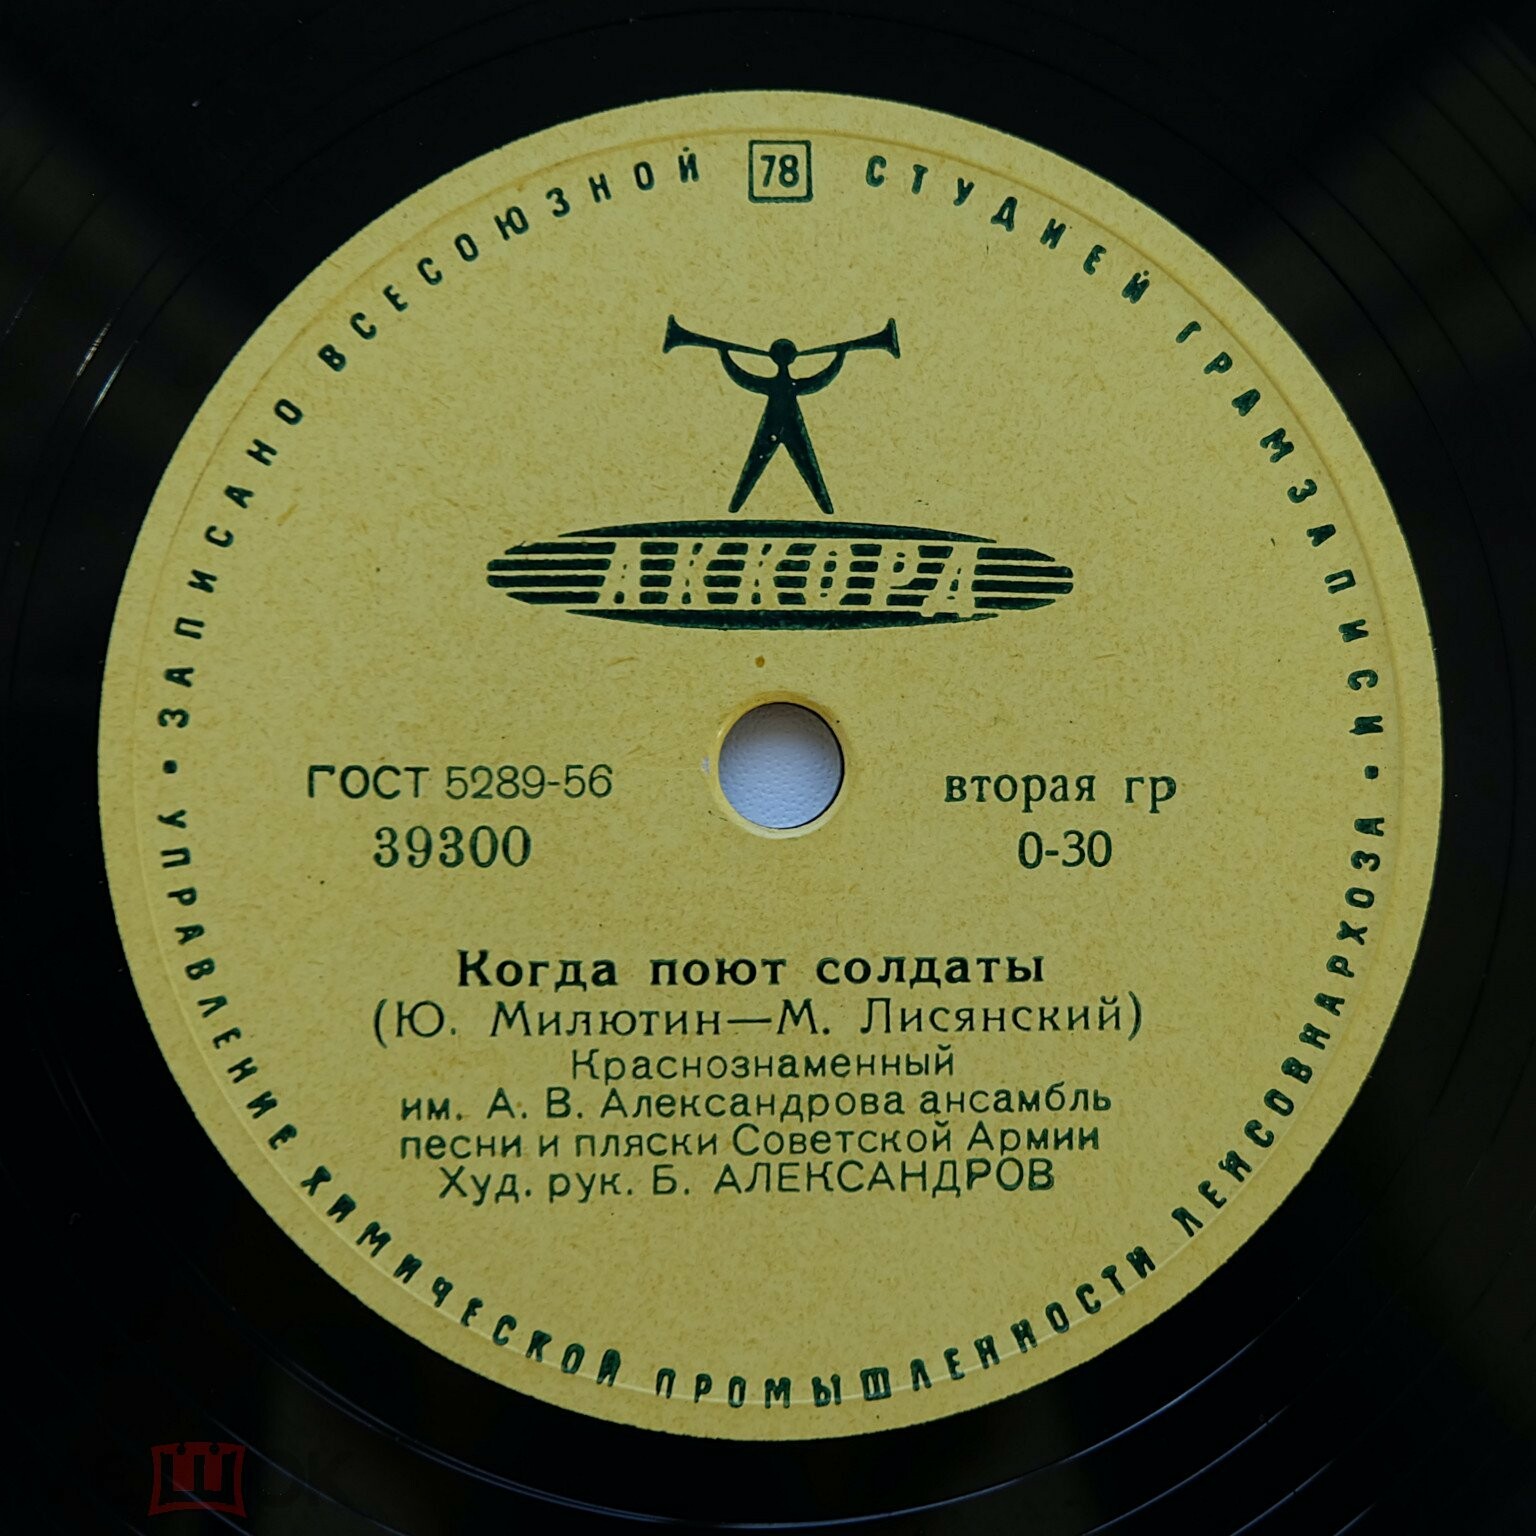 ЗАПИСАНО ВСЕСОЮЗНОЙ 78 СТУДИЕЙ ГРАМЗАПИСИ
АККОРД
ГОСТ 5289-56
39300
вторая гр
0-30
Когда поют солдаты
(Ю. Милютин—М. Лисянский)
Краснознаменный
им. А. В. Александрова ансамбль
песни и пляски Советской Армии
Худ. рук. Б. АЛЕКСАНДРОВ
УПРАВЛЕНИЕ ХИМИЧЕСКОЙ ПРОМЫШЛЕННОСТИ ЛЕНСОВНАРХОЗА